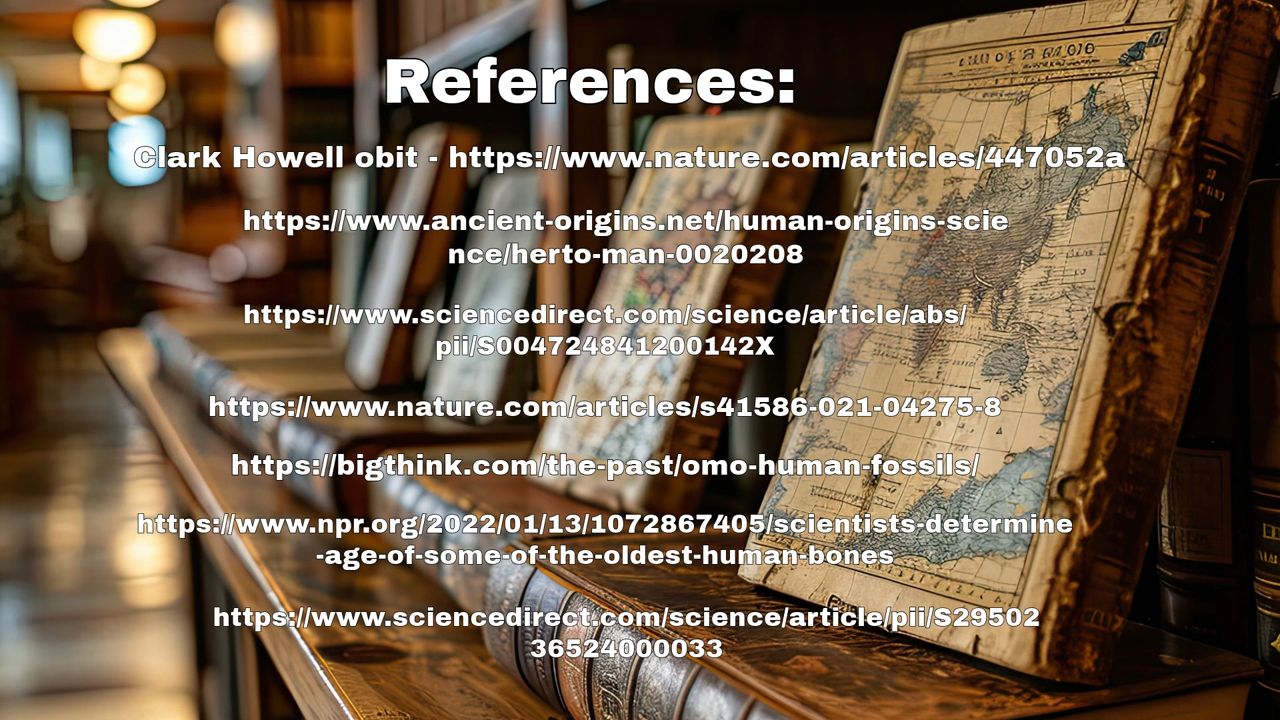 References:
Clark Howell obit - https://www.nature.com/articles/447052a
https://www.ancient-origins.net/human-origins-scie
nce/herto-man-0020208
https://www.sciencedirect.com/science/article/abs/
pii/S004724841200142X
https://www.nature.com/articles/s41586-021-04275-8
https://bigthink.com/the-past/omo-human-fossils/
https://www.npr.org/2022/01/13/1072867405/scientists-determine
-age-of-some-of-the-oldest-human-bones
https://www.sciencedirect.com/science/article/pii/S29502
36524000033